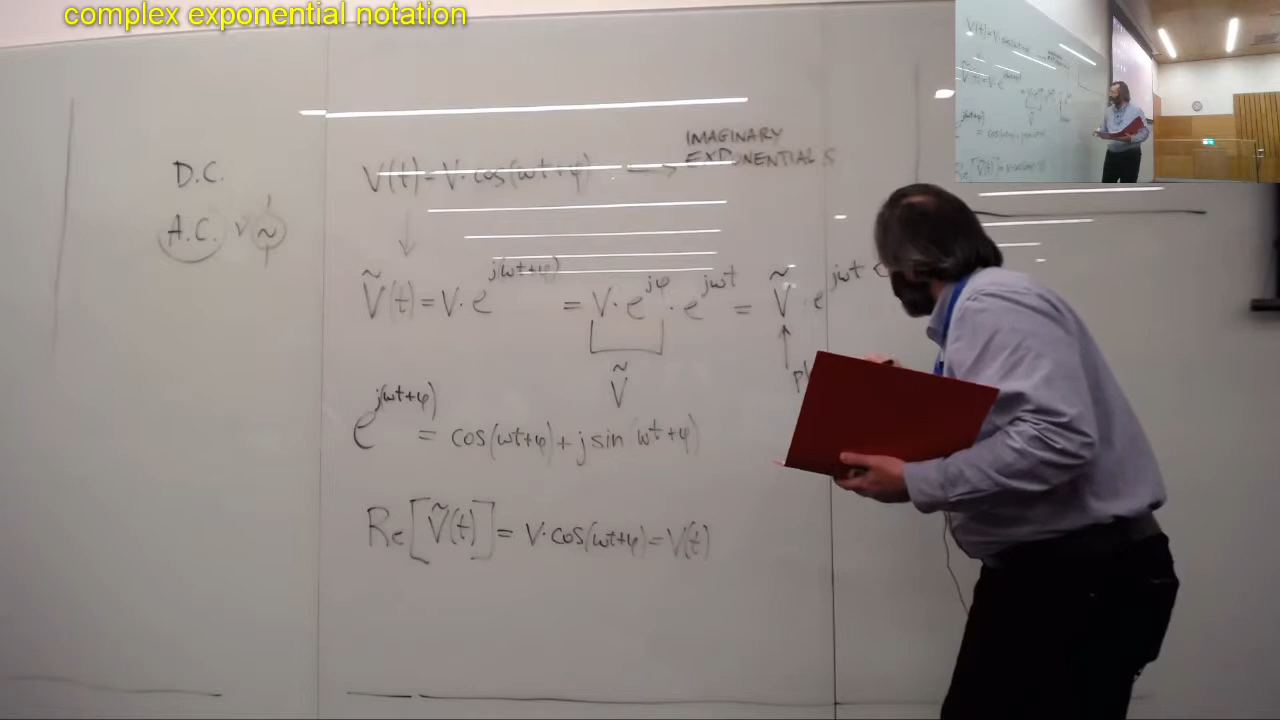 complex exponential notation
D.C.
A.C. V ~
V(t)=V·cos(ωt+φ) → IMAGINARY
EXPONENTIALS
↓
Ṽ(t)=V·e^{j(ωt+φ)} = V·e^{jφ}·e^{jωt} = Ṽ·e^{jωt}
Ṽ
e^{j(ωt+φ)} = cos(ωt+φ)+j sin(ωt+φ)
Re[Ṽ(t)]= V·cos(ωt+φ)=V(t)